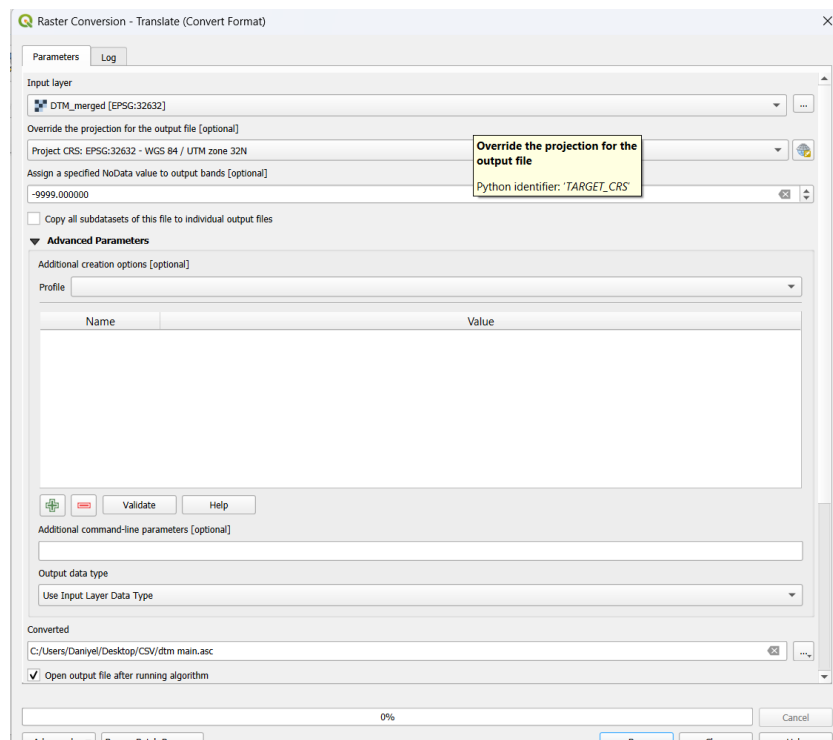 Raster Conversion - Translate (Convert Format)
Parameters Log
Input layer
DTM_merged [EPSG:32632]
...
Override the projection for the output file [optional]
Project CRS: EPSG:32632 - WGS 84 / UTM zone 32N
Override the projection for the
output file
Python identifier: 'TARGET_CRS'
Assign a specified NoData value to output bands [optional]
-9999.000000
Copy all subdatasets of this file to individual output files
Advanced Parameters
Additional creation options [optional]
Profile
Name Value
Validate Help
Additional command-line parameters [optional]
Output data type
Use Input Layer Data Type
Converted
C:/Users/Daniyel/Desktop/CSV/dtm main.asc
...
Open output file after running algorithm
0%
Cancel